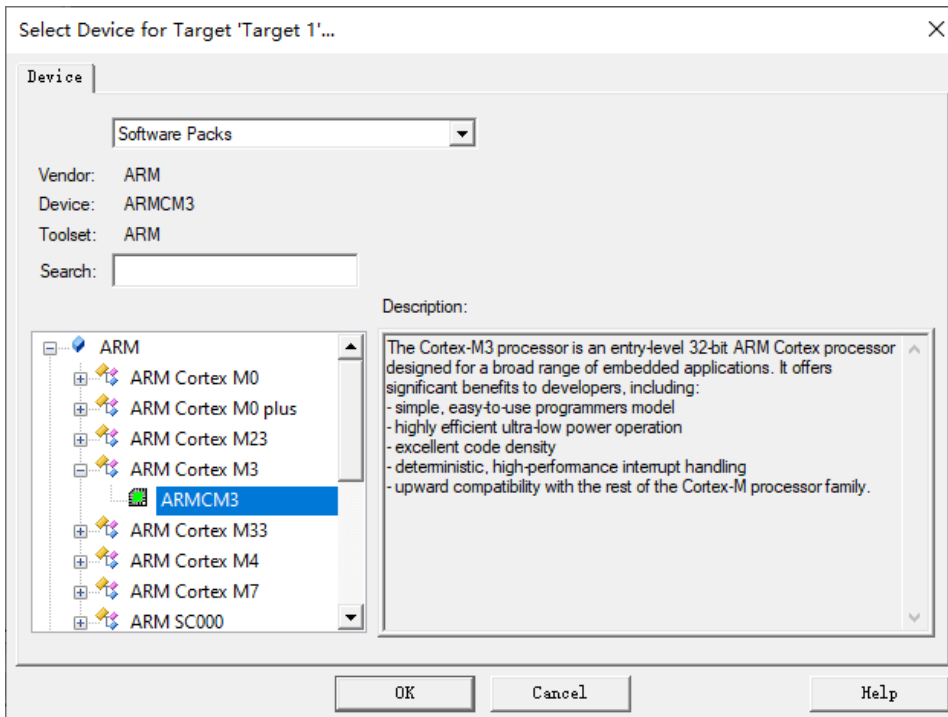 Select Device for Target 'Target 1'...
Device
Software Packs
Vendor: ARM
Device: ARMCM3
Toolset: ARM
Search:
Description:
ARM
ARM Cortex M0
ARM Cortex M0 plus
ARM Cortex M23
ARM Cortex M3
ARMCM3
ARM Cortex M33
ARM Cortex M4
ARM Cortex M7
ARM SC000
The Cortex-M3 processor is an entry-level 32-bit ARM Cortex processor
designed for a broad range of embedded applications. It offers
significant benefits to developers, including:
- simple, easy-to-use programmers model
- highly efficient ultra-low power operation
- excellent code density
- deterministic, high-performance interrupt handling
- upward compatibility with the rest of the Cortex-M processor family.
OK
Cancel
Help